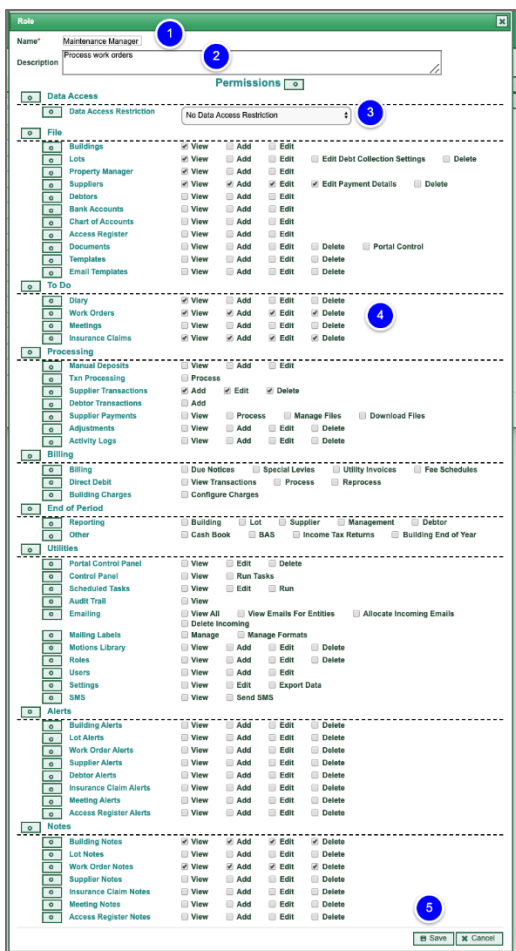 Role
1
Name* Maintenance Manager
2
Description Process work orders
Permissions
Data Access
3
Data Access Restriction No Data Access Restriction
File
Buildings View Add Edit
Lots View Add Edit Edit Debt Collection Settings Delete
Property Manager View Add Edit
Suppliers View Add Edit Edit Payment Details Delete
Debtors View Add Edit
Bank Accounts View Add Edit
Chart of Accounts View Add Edit
Access Register View Add Edit
Documents View Add Edit Delete Portal Control
Templates View Add Edit Delete
Email Templates View Add Edit Delete
To Do
Diary View Add Edit Delete
Work Orders View Add Edit Delete
4
Meetings View Add Edit Delete
Insurance Claims View Add Edit Delete
Processing
Manual Deposits View Add Edit
Txn Processing Process
Supplier Transactions Add Edit Delete
Debtor Transactions Add
Supplier Payments View Process Manage Files Download Files
Adjustments View Add Edit Delete
Activity Logs View Add Edit Delete
Billing
Billing Due Notices Special Levies Utility Invoices Fee Schedules
Direct Debit View Transactions Process Reprocess
Building Charges Configure Charges
End of Period
Reporting Building Lot Supplier Management Debtor
Other Cash Book BAS Income Tax Returns Building End of Year
Utilities
Portal Control Panel View Edit Delete
Control Panel View Run Tasks
Scheduled Tasks View Edit Run
Audit Trail View
Emailing View All View Emails For Entities Allocate Incoming Emails
Delete Incoming
Mailing Labels Manage Manage Formats
Motions Library View Add Edit Delete
Roles View Add Edit Delete
Users View Add Edit
Settings View Edit Export Data
SMS View Send SMS
Alerts
Building Alerts View Add Edit Delete
Lot Alerts View Add Edit Delete
Work Order Alerts View Add Edit Delete
Supplier Alerts View Add Edit Delete
Debtor Alerts View Add Edit Delete
Insurance Claim Alerts View Add Edit Delete
Meeting Alerts View Add Edit Delete
Access Register Alerts View Add Edit Delete
Notes
Building Notes View Add Edit Delete
Lot Notes View Add Edit Delete
Work Order Notes View Add Edit Delete
Supplier Notes View Add Edit Delete
Insurance Claim Notes View Add Edit Delete
Meeting Notes View Add Edit Delete
Access Register Notes View Add Edit Delete
5
Save Cancel